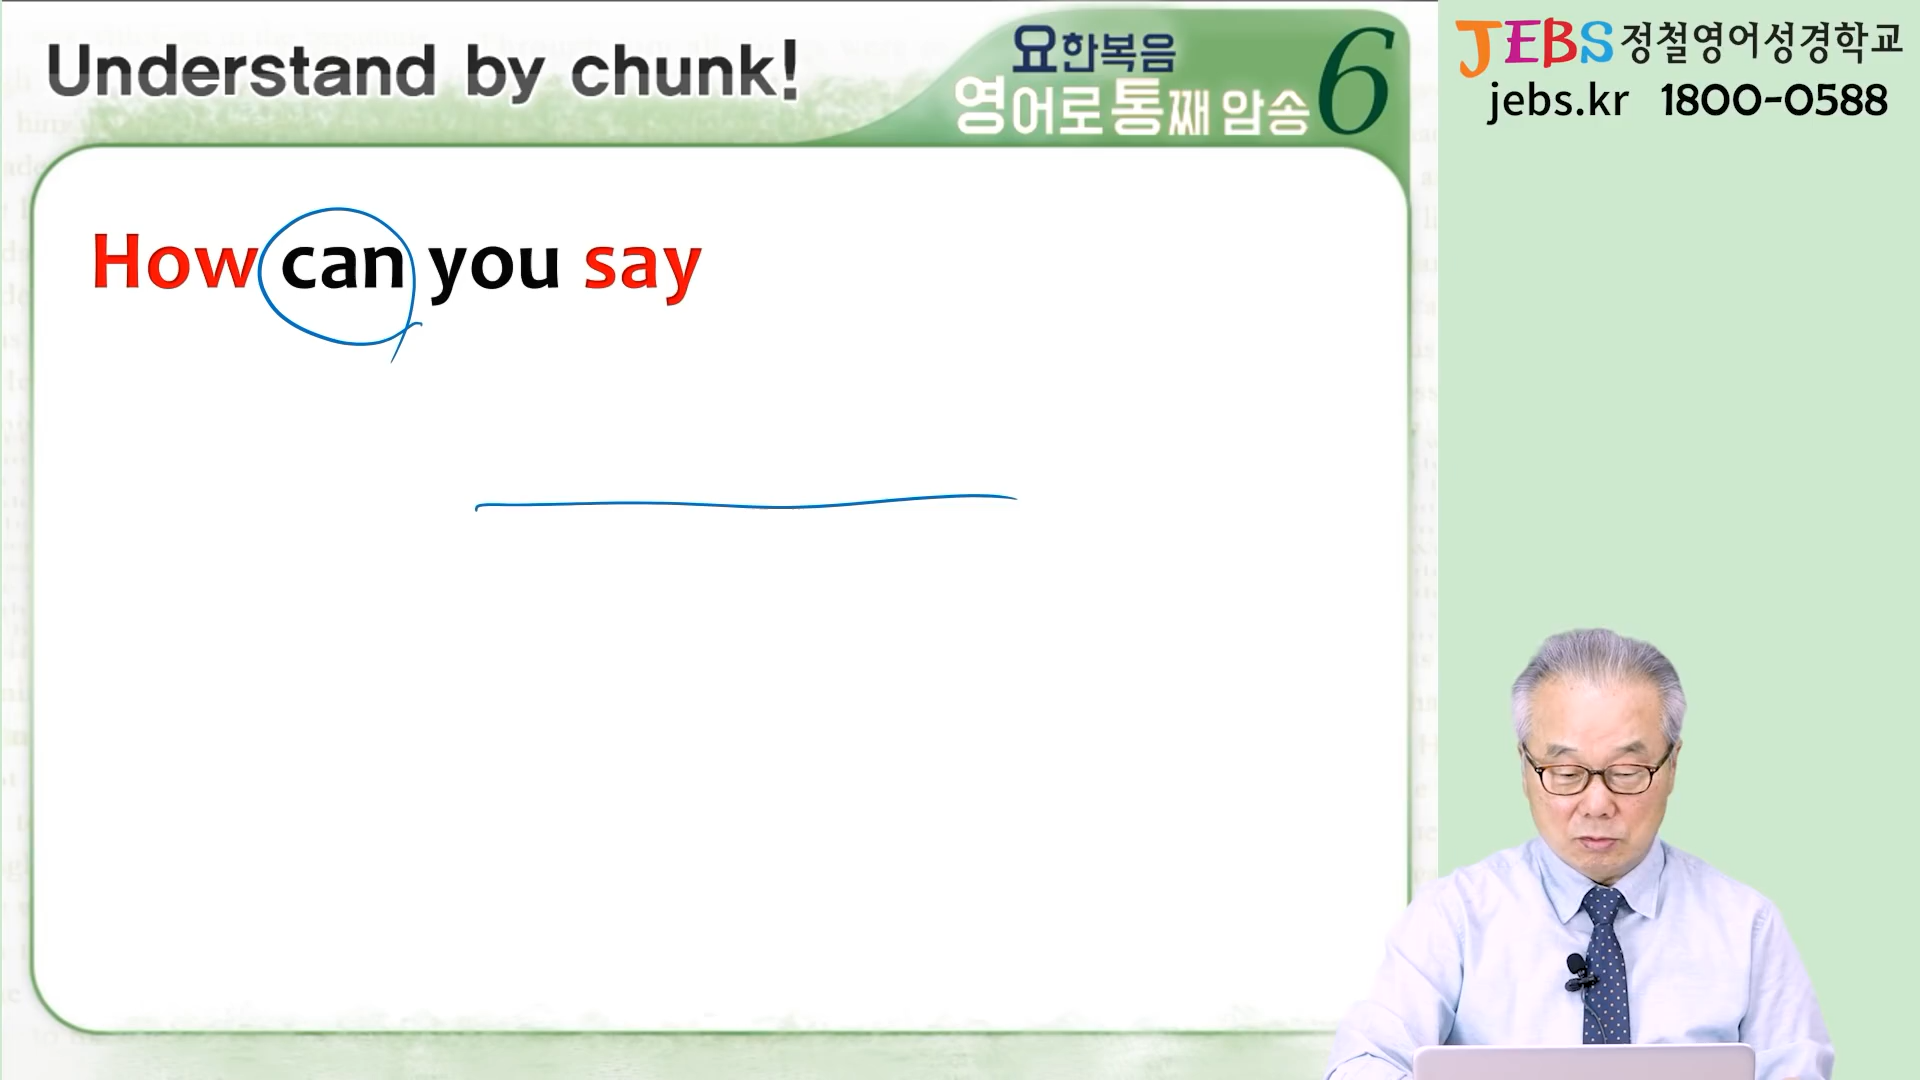 Understand by chunk!
요한복음
영어로 통째 암송 6
JEBS 정철영어성경학교
jebs.kr 1800-0588
How can you say